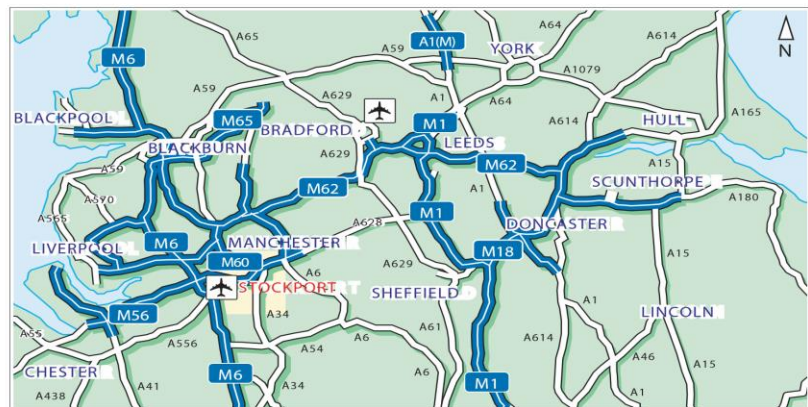 A65
A1(M)
YORK
A64
N
M6
A59
A64
A1079
A59
A629
A1
A64
A165
BLACKPOOL
M65
BRADFORD
M1
A614
HULL
BLACKBURN
LEEDS
A59
A629
M62
A15
A570
M62
A1
SCUNTHORPE
A565
A180
M1
A628
DONCASTER
LIVERPOOL
M6
MANCHESTER
M18
A15
M60
A6
A629
STOCKPORT
SHEFFIELD
M56
A34
A1
LINCOLN
A55
A556
A61
A614
A54
A6
A46
CHESTER
M6
A6
M1
A15
A438
A41
A34
A1